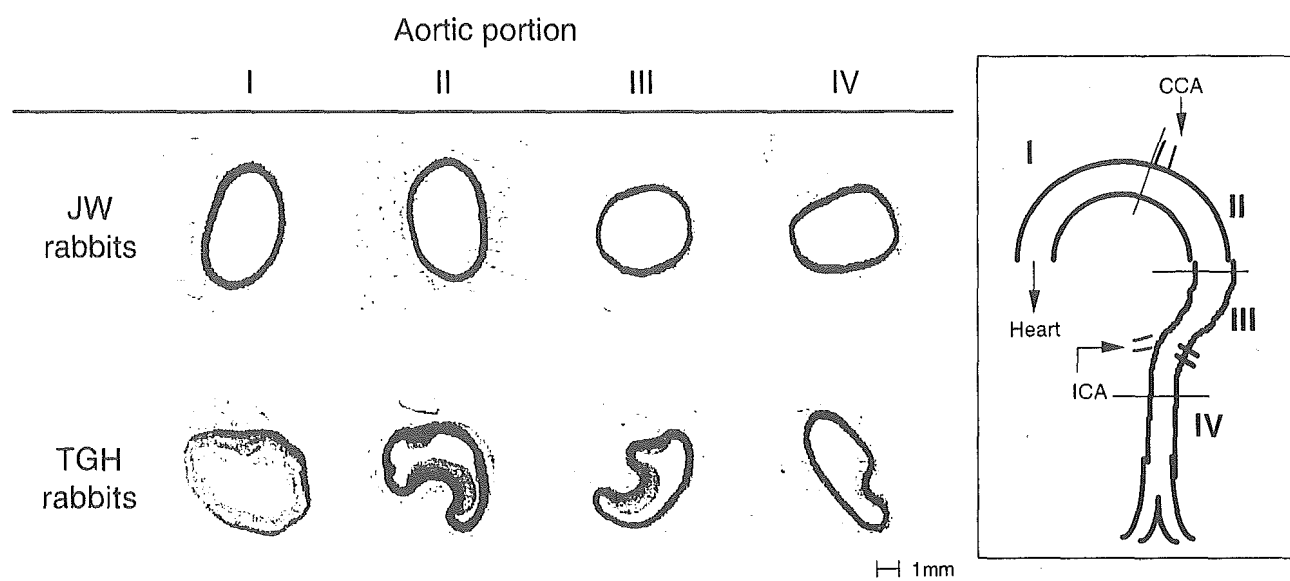 Aortic portion
I II III IV
JW
rabbits
TGH
rabbits
1mm
CCA
I
II
Heart
III
ICA
IV